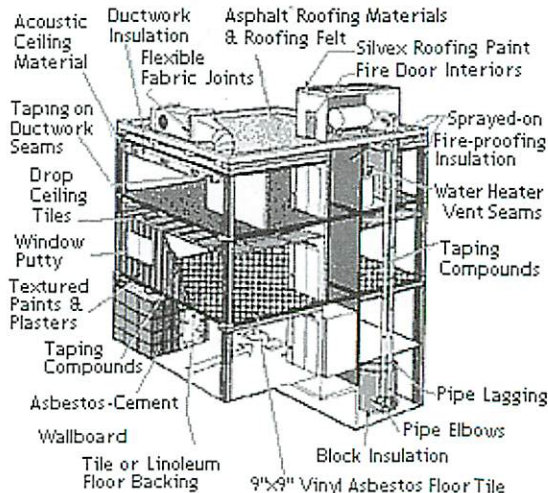 Acoustic
Ceiling
Material
Ductwork
Insulation
Flexible
Fabric Joints
Asphalt Roofing Materials
& Roofing Felt
Silvex Roofing Paint
Fire Door Interiors
Taping on
Ductwork
Seams
Sprayed-on
Fire-proofing
Insulation
Drop
Ceiling
Tiles
Water Heater
Vent Seams
Window
Putty
Taping
Compounds
Textured
Paints &
Plasters
Taping
Compounds
Asbestos-Cement
Wallboard
Pipe Lagging
Pipe Elbows
Block Insulation
Tile or Linoleum
Floor Backing
9"x9" Vinyl Asbestos Floor Tile